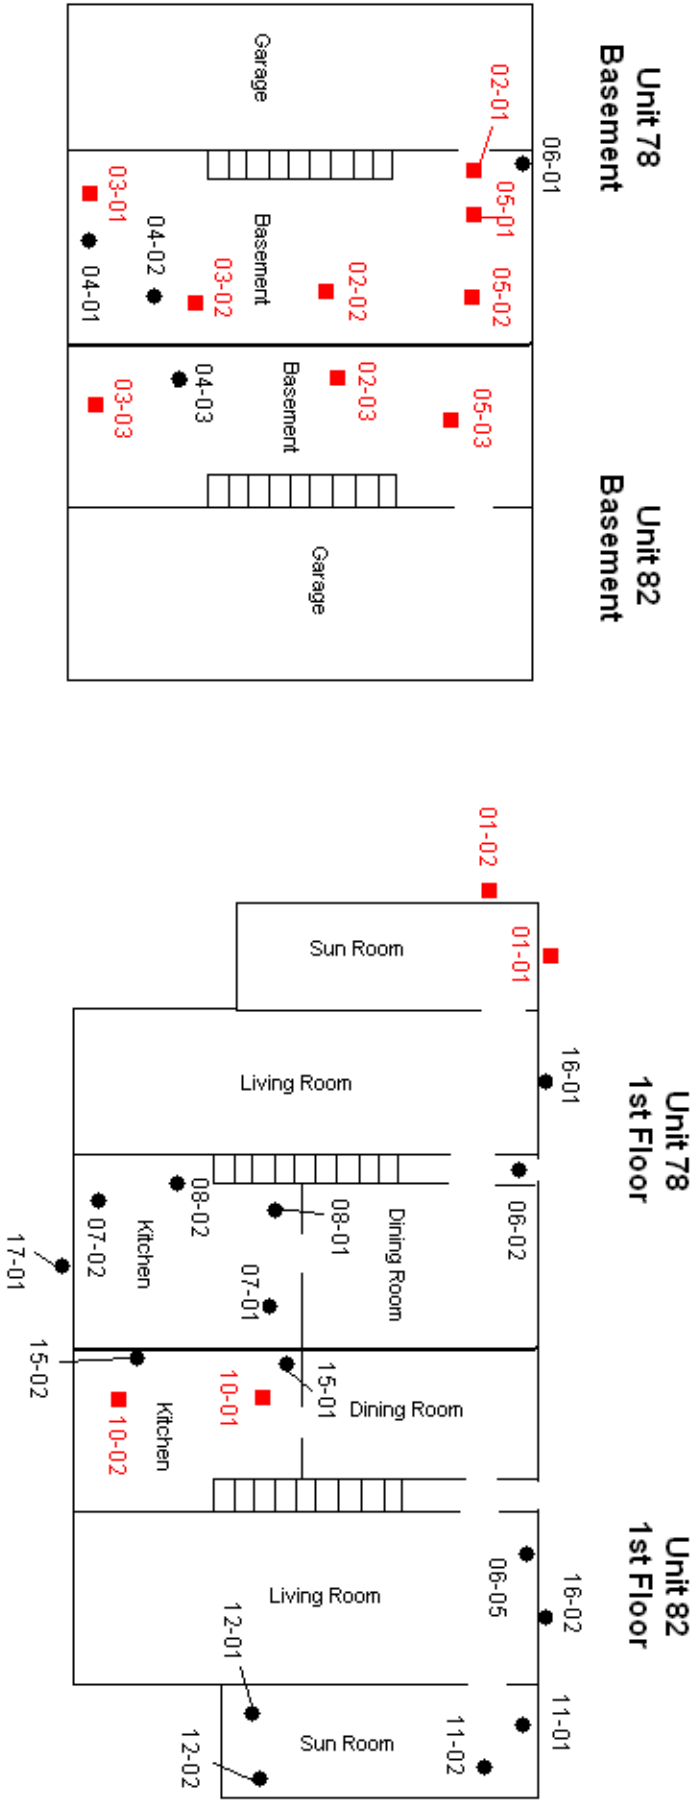 Unit 78
Basement
Garage
02-01
06-01
05-01
03-01
04-02
04-01
Basement
03-02
02-02
05-02
Basement
04-03
03-03
02-03
05-03
Unit 82
Basement
Garage
01-02
Sun Room
01-01
Living Room
16-01
Unit 78
1st Floor
08-02
07-02
08-01
Dining Room
06-02
Kitchen
17-01
07-01
15-02
15-01
10-01
Dining Room
Kitchen
10-02
Unit 82
1st Floor
06-05
16-02
Living Room
12-01
12-02
11-01
11-02
Sun Room